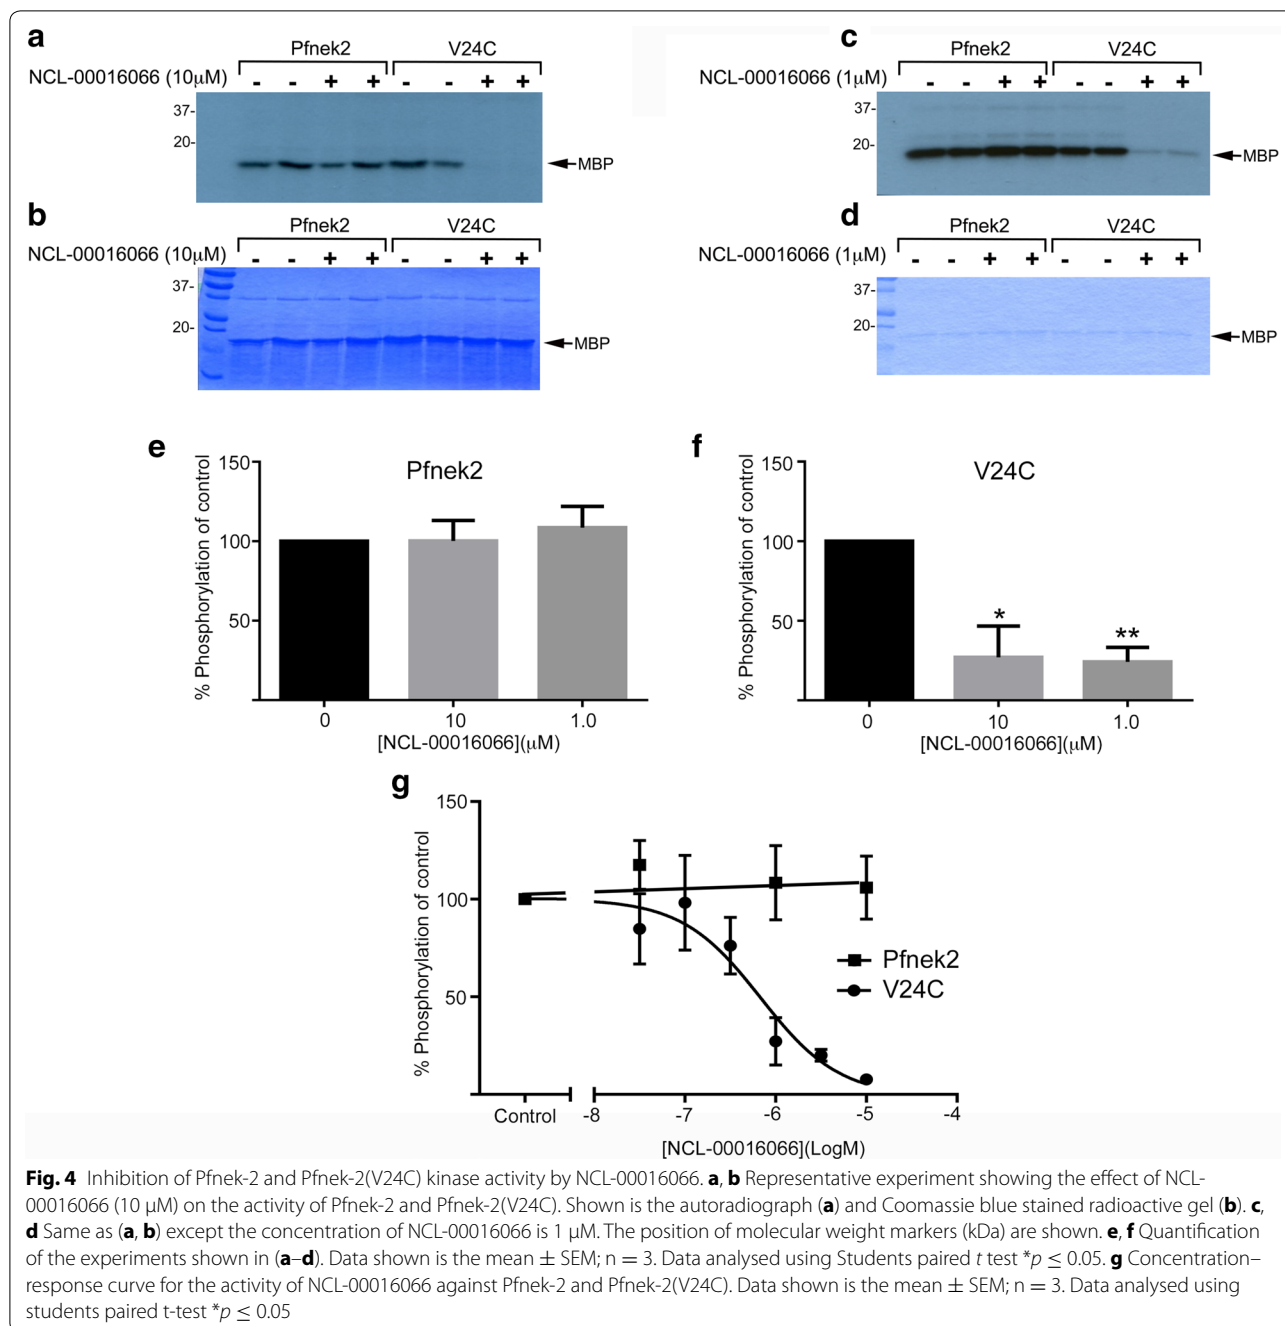 a
Pfnek2 V24C
NCL-00016066 (10μM) - - + + - - + +
37-
20-
MBP
b
Pfnek2 V24C
NCL-00016066 (10μM) - - + + - - + +
37-
20-
MBP
c
Pfnek2 V24C
NCL-00016066 (1μM) - - + + - - + +
37-
20-
MBP
d
Pfnek2 V24C
NCL-00016066 (1μM) - - + + - - + +
37-
20-
MBP
e
Pfnek2
% Phosphorylation of control
150
100
50
0 10 1.0
[NCL-00016066](μM)
f
V24C
% Phosphorylation of control
150
100
50
* **
0 10 1.0
[NCL-00016066](μM)
g
% Phosphorylation of control
150
100
50
Pfnek2
V24C
Control -8 -7 -6 -5 -4
[NCL-00016066](LogM)
Fig. 4 Inhibition of Pfnek-2 and Pfnek-2(V24C) kinase activity by NCL-00016066. a, b Representative experiment showing the effect of NCL-
00016066 (10 μM) on the activity of Pfnek-2 and Pfnek-2(V24C). Shown is the autoradiograph (a) and Coomassie blue stained radioactive gel (b). c,
d Same as (a, b) except the concentration of NCL-00016066 is 1 μM. The position of molecular weight markers (kDa) are shown. e, f Quantification
of the experiments shown in (a–d). Data shown is the mean ± SEM; n = 3. Data analysed using Students paired t test *p ≤ 0.05. g Concentration–
response curve for the activity of NCL-00016066 against Pfnek-2 and Pfnek-2(V24C). Data shown is the mean ± SEM; n = 3. Data analysed using
students paired t-test *p ≤ 0.05